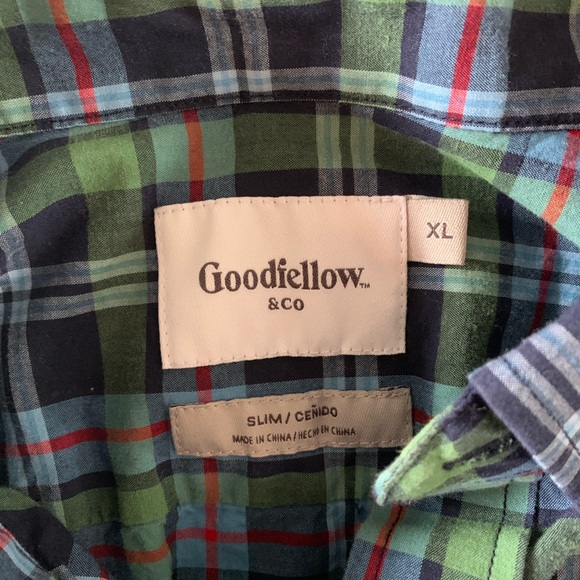 Goodfellow™
& CO
XL
SLIM / CEÑIDO
MADE IN CHINA / HECHO EN CHINA